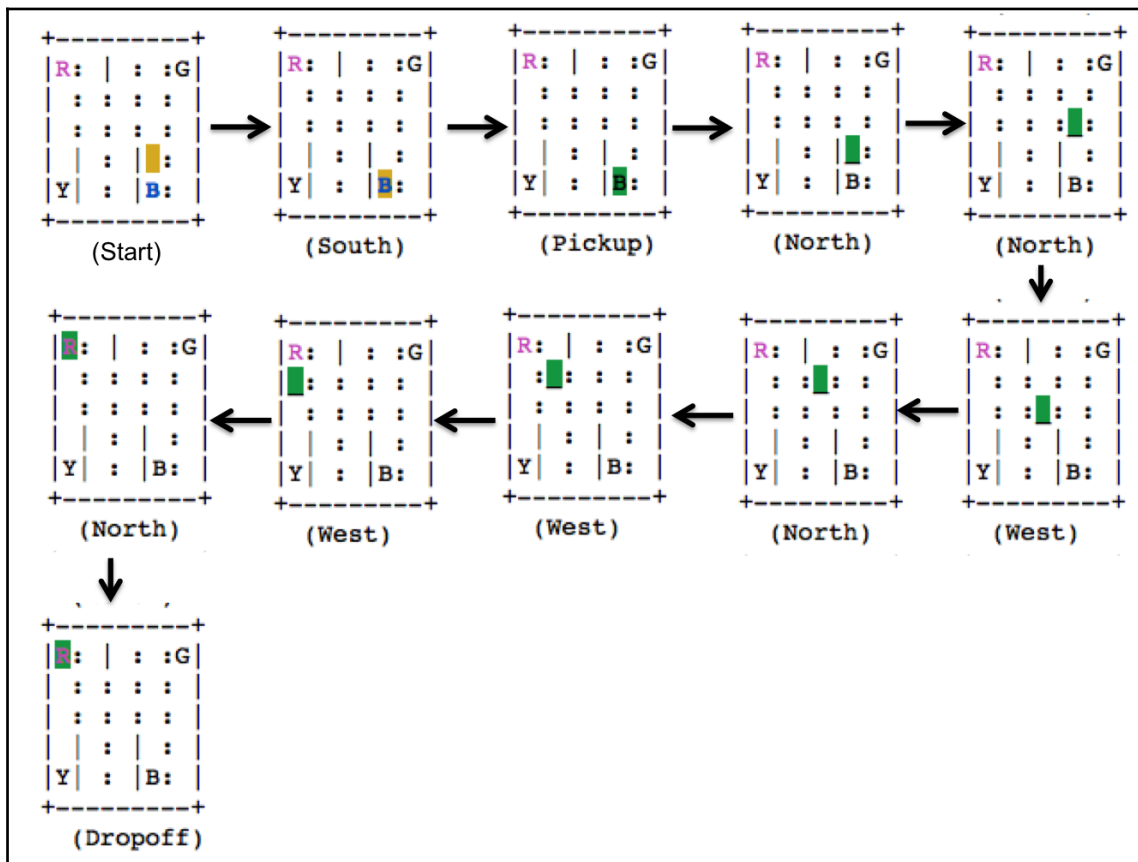 +---------+
|R: | : :G|
| : : : : |
| : : : : |
| | : | : |
|Y| : |B: |
+---------+
(Start)
+---------+
|R: | : :G|
| : : : : |
| : : : : |
| | : | : |
|Y| : |B: |
+---------+
(South)
+---------+
|R: | : :G|
| : : : : |
| : : : : |
| | : | : |
|Y| : |B: |
+---------+
(Pickup)
+---------+
|R: | : :G|
| : : : : |
| : : : : |
| | : |_: |
|Y| : |B: |
+---------+
(North)
+---------+
|R: | : :G|
| : : : : |
| : : :_: |
| | : | : |
|Y| : |B: |
+---------+
(North)
+---------+
|R: | : :G|
| : : : : |
| : : : : |
| | : | : |
|Y| : |B: |
+---------+
(North)
+---------+
|R: | : :G|
|_: : : : |
| : : : : |
| | : | : |
|Y| : |B: |
+---------+
(West)
+---------+
|R: | : :G|
| :_: : : |
| : : : : |
| | : | : |
|Y| : |B: |
+---------+
(West)
+---------+
|R: | : :G|
| : :_: : |
| : : : : |
| | : | : |
|Y| : |B: |
+---------+
(North)
+---------+
|R: | : :G|
| : : : : |
| : :_: : |
| | : | : |
|Y| : |B: |
+---------+
(West)
+---------+
|R: | : :G|
| : : : : |
| : : : : |
| | : | : |
|Y| : |B: |
+---------+
(Dropoff)